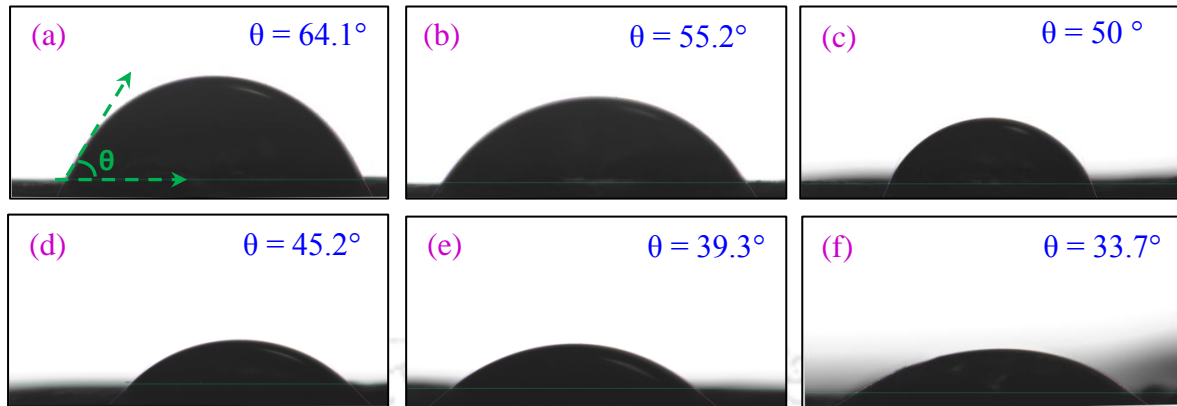 (a) θ = 64.1°
θ
(b) θ = 55.2°
(c) θ = 50 °
(d) θ = 45.2°
(e) θ = 39.3°
(f) θ = 33.7°